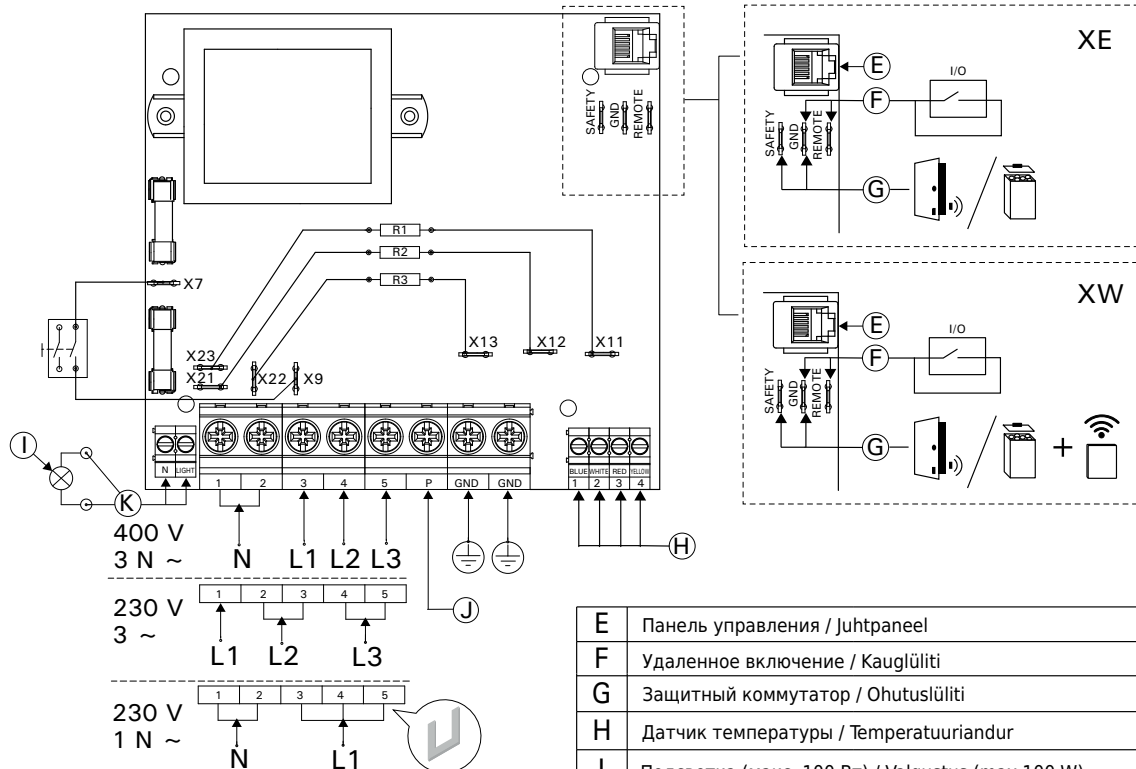 XE
E
I/O
F
SAFETY
GND
REMOTE
G
SAFETY
GND
REMOTE
XW
E
I/O
F
SAFETY
GND
REMOTE
G
+
R1
R2
R3
X7
X13
X12
X11
X23
X21
X22
X9
N LIGHT
1 2 3 4 5 P GND GND
BLUE WHITE RED YELLOW
1 2 3 4
I
K
H
J
400 V
3 N ~
N L1 L2 L3
230 V
3 ~
1 2 3 4 5
L1 L2 L3
230 V
1 N ~
1 2 3 4 5
N L1
E Панель управления / Juhtpaneel
F Удаленное включение / Kauglüliti
G Защитный коммутатор / Ohutuslüliti
H Датчик температуры / Temperatuuriandur